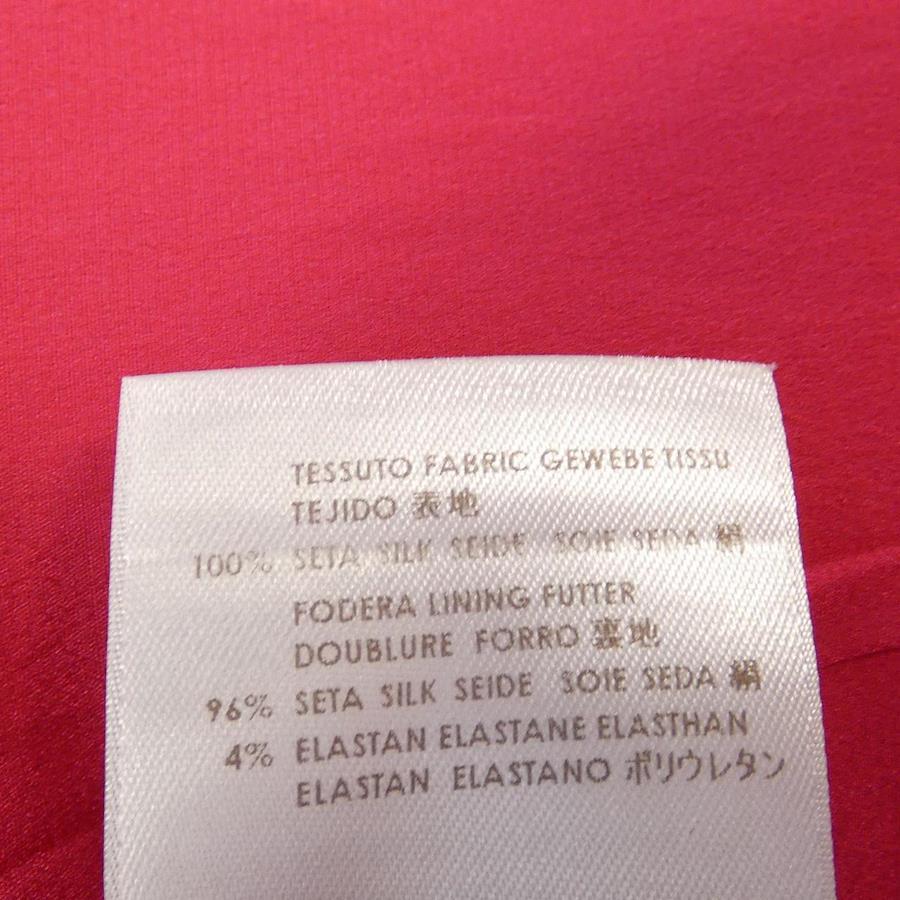 TESSUTO FABRIC GEWEBE TISSU
TEJIDO 表地
100% SETA SILK SEIDE SOIE SEDA 絹
FODERA LINING FUTTER
DOUBLURE FORRO 裏地
96% SETA SILK SEIDE SOIE SEDA 絹
4% ELASTAN ELASTANE ELASTHAN
ELASTAN ELASTANO ポリウレタン